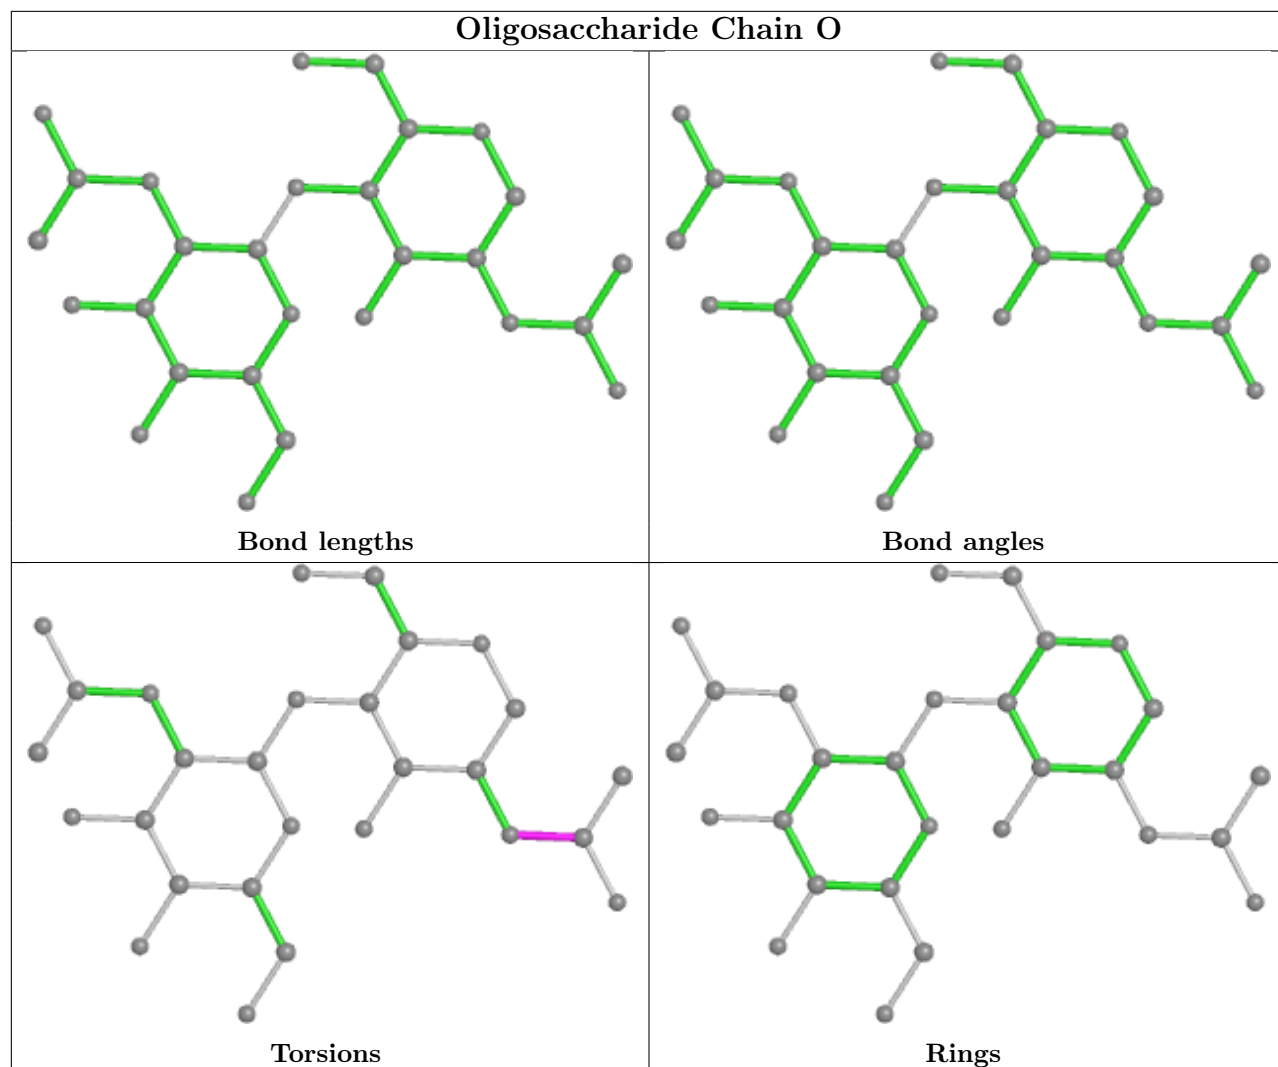 Oligosaccharide Chain O
Bond lengths
Bond angles
Torsions
Rings